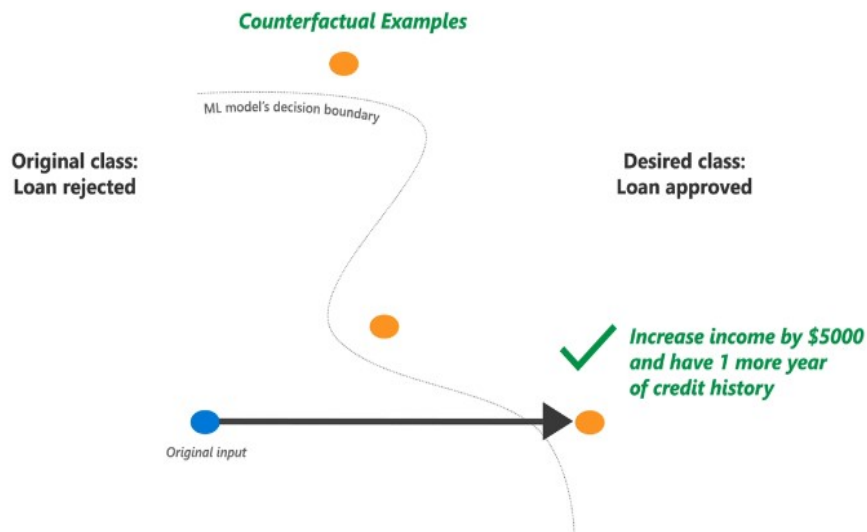 Counterfactual Examples
ML model's decision boundary
Original class:
Loan rejected
Desired class:
Loan approved
Increase income by $5000
and have 1 more year
of credit history
Original input